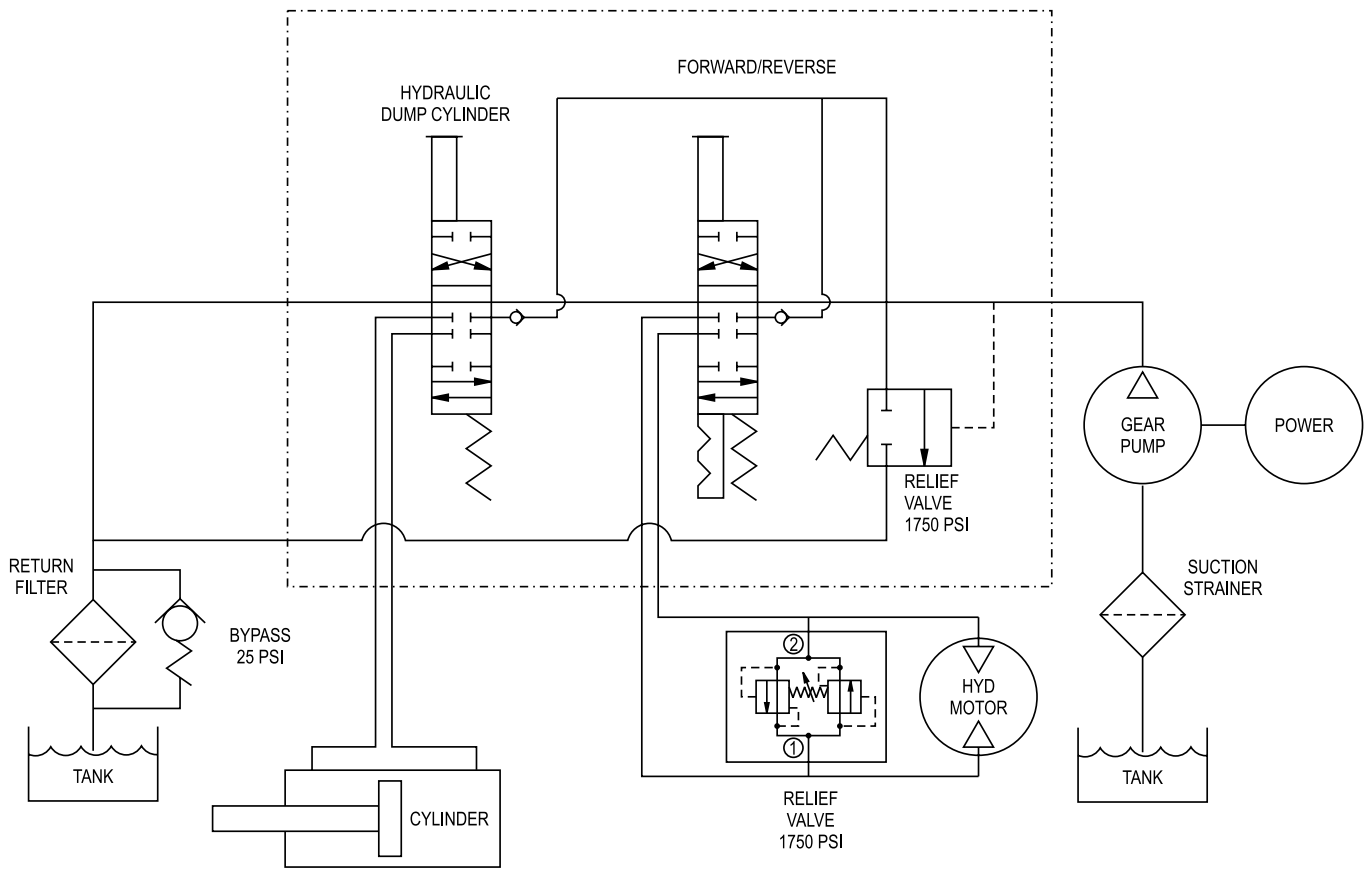 FORWARD/REVERSE
HYDRAULIC
DUMP CYLINDER
GEAR
PUMP
POWER
RELIEF
VALVE
1750 PSI
RETURN
FILTER
SUCTION
STRAINER
BYPASS
25 PSI
2
HYD
MOTOR
1
TANK
TANK
CYLINDER
RELIEF
VALVE
1750 PSI